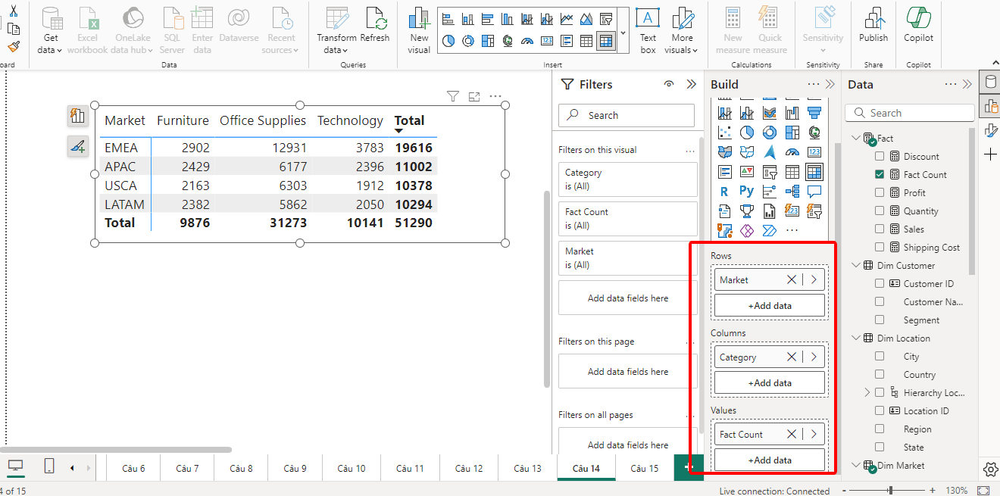 Get data
Excel workbook
OneLake data hub
SQL Server
Enter data
Dataverse
Recent sources
Transform data
Refresh
New visual
Text box
More visuals
New measure
Quick measure
Sensitivity
Publish
Copilot
oard
Data
Queries
Insert
Calculations
Sensitivity
Share
Copilot
Market Furniture Office Supplies Technology Total
EMEA 2902 12931 3783 19616
APAC 2429 6177 2396 11002
USCA 2163 6303 1912 10378
LATAM 2382 5862 2050 10294
Total 9876 31273 10141 51290
Filters
Search
Filters on this visual
Category
is (All)
Fact Count
is (All)
Market
is (All)
Add data fields here
Filters on this page
Add data fields here
Filters on all pages
Add data fields here
Build
R Py
123
Rows
Market
+Add data
Columns
Category
+Add data
Values
Fact Count
+Add data
Data
Search
Fact
Discount
Fact Count
Profit
Quantity
Sales
Shipping Cost
Dim Customer
Customer ID
Customer Na...
Segment
Dim Location
City
Country
Hierarchy Loc...
Location ID
Region
State
Dim Market
Câu 6 Câu 7 Câu 8 Câu 9 Câu 10 Câu 11 Câu 12 Câu 13 Câu 14 Câu 15 +
4 of 15
Live connection: Connected
- + 130%